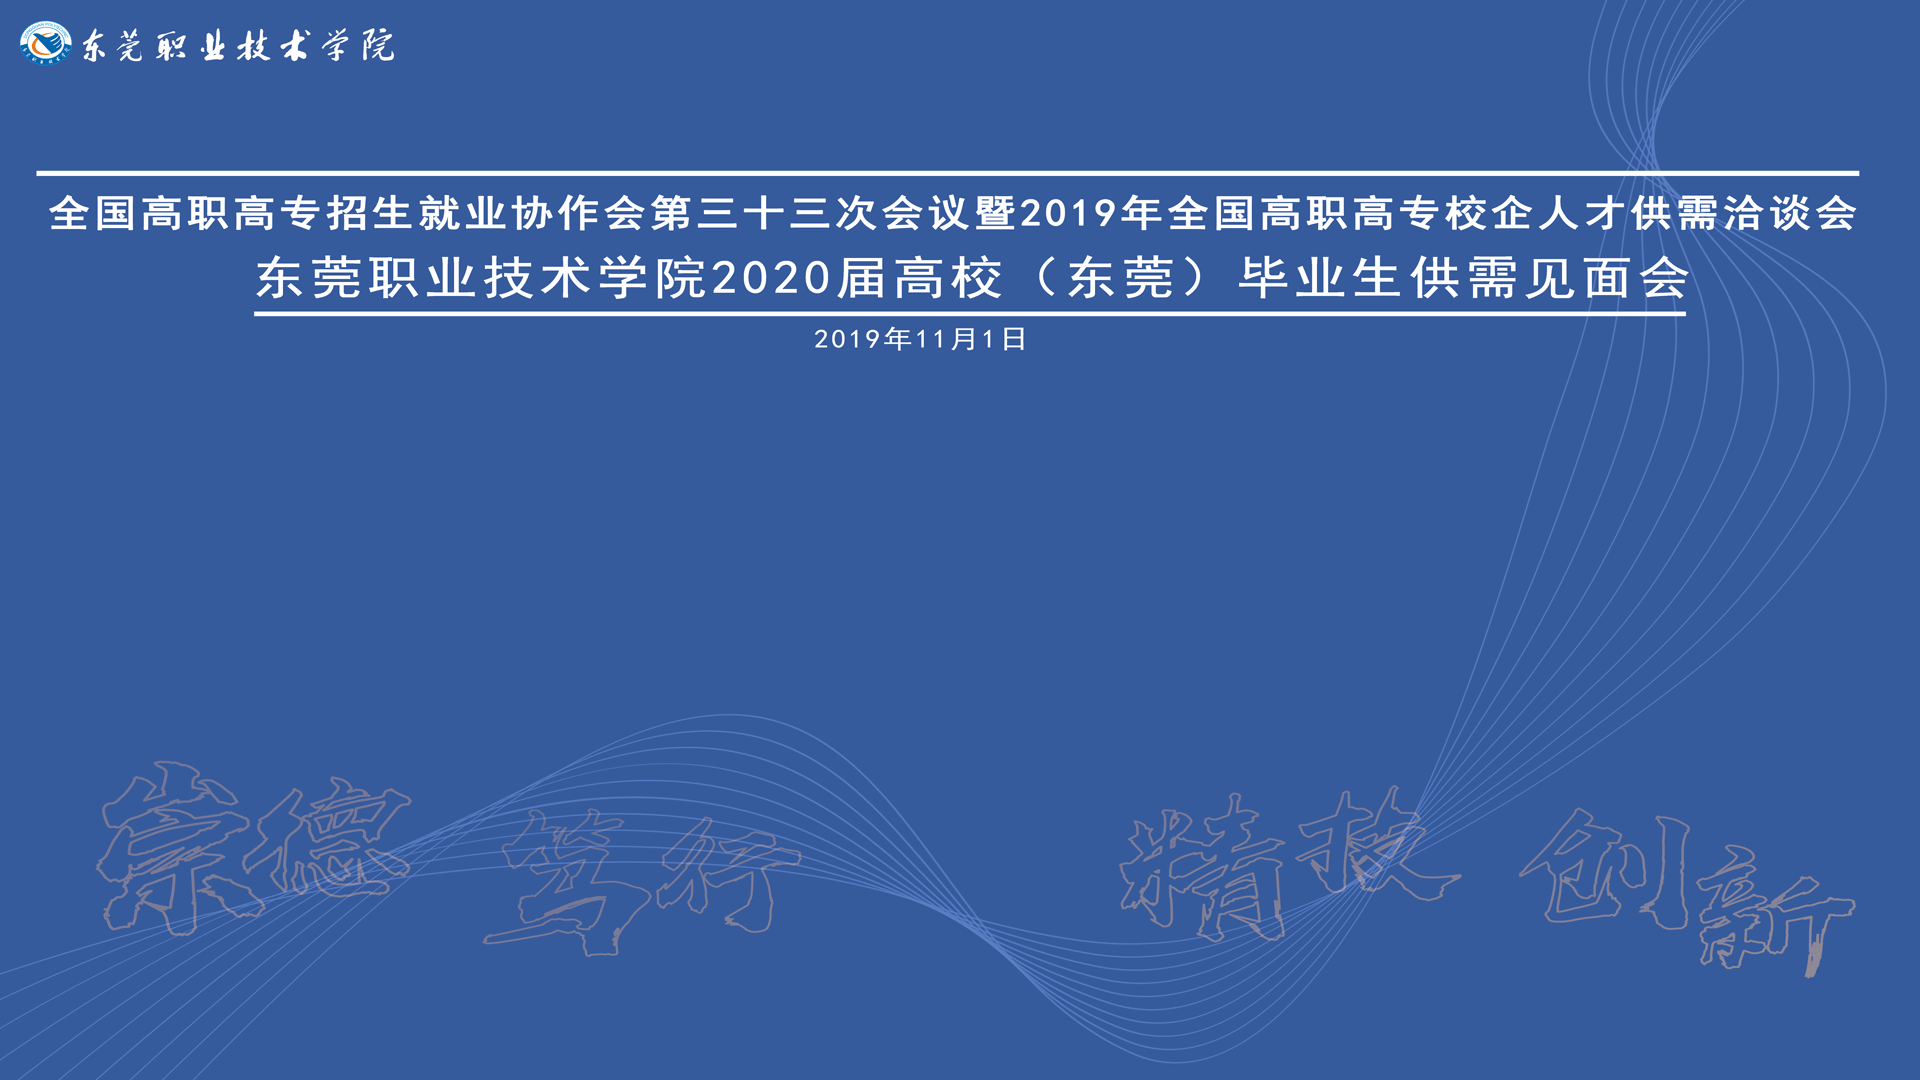 东莞职业技术学院
全国高职高专招生就业协作会第三十三次会议暨2019年全国高职高专校企人才供需洽谈会
东莞职业技术学院2020届高校（东莞）毕业生供需见面会
2019年11月1日
崇德 笃行 精技 创新